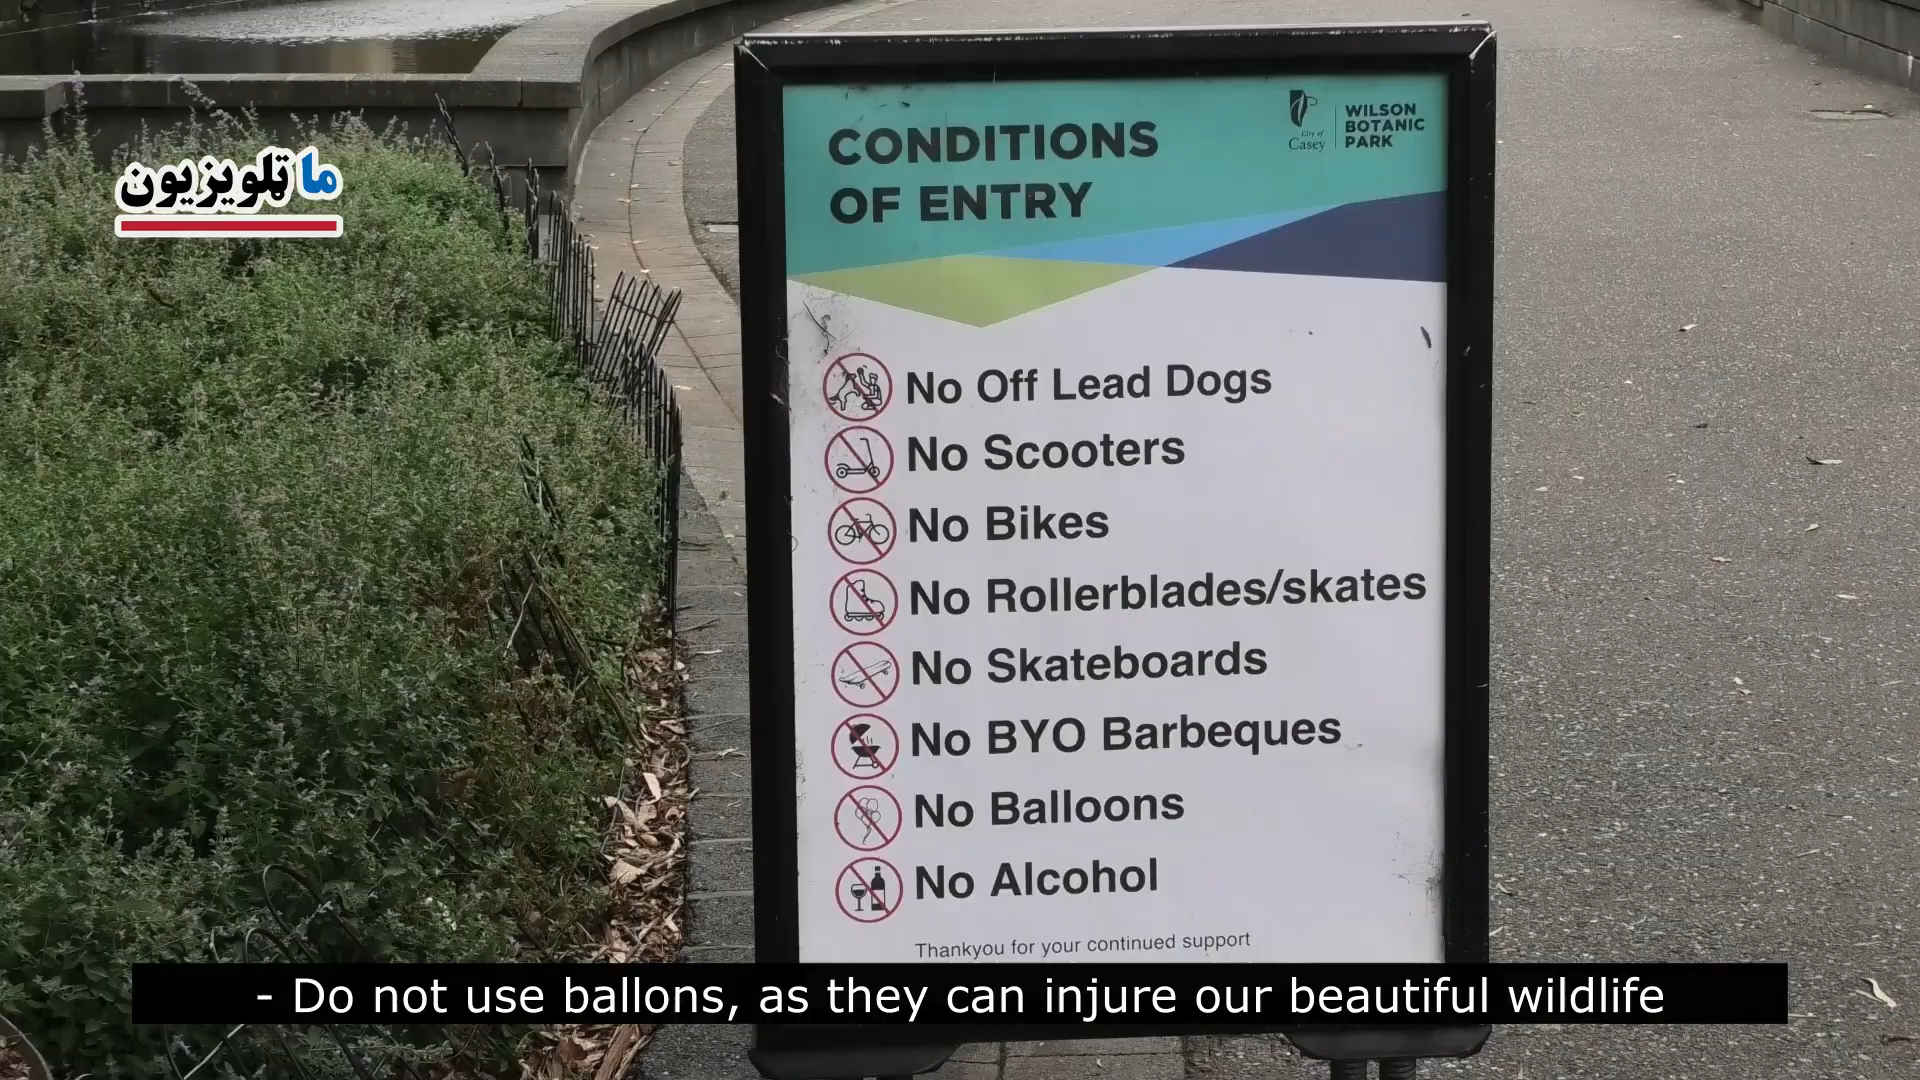 CONDITIONS
OF ENTRY
City of
Casey
WILSON
BOTANIC
PARK
ما تلویزیون
No Off Lead Dogs
No Scooters
No Bikes
No Rollerblades/skates
No Skateboards
No BYO Barbeques
No Balloons
No Alcohol
Thankyou for your continued support
- Do not use ballons, as they can injure our beautiful wildlife